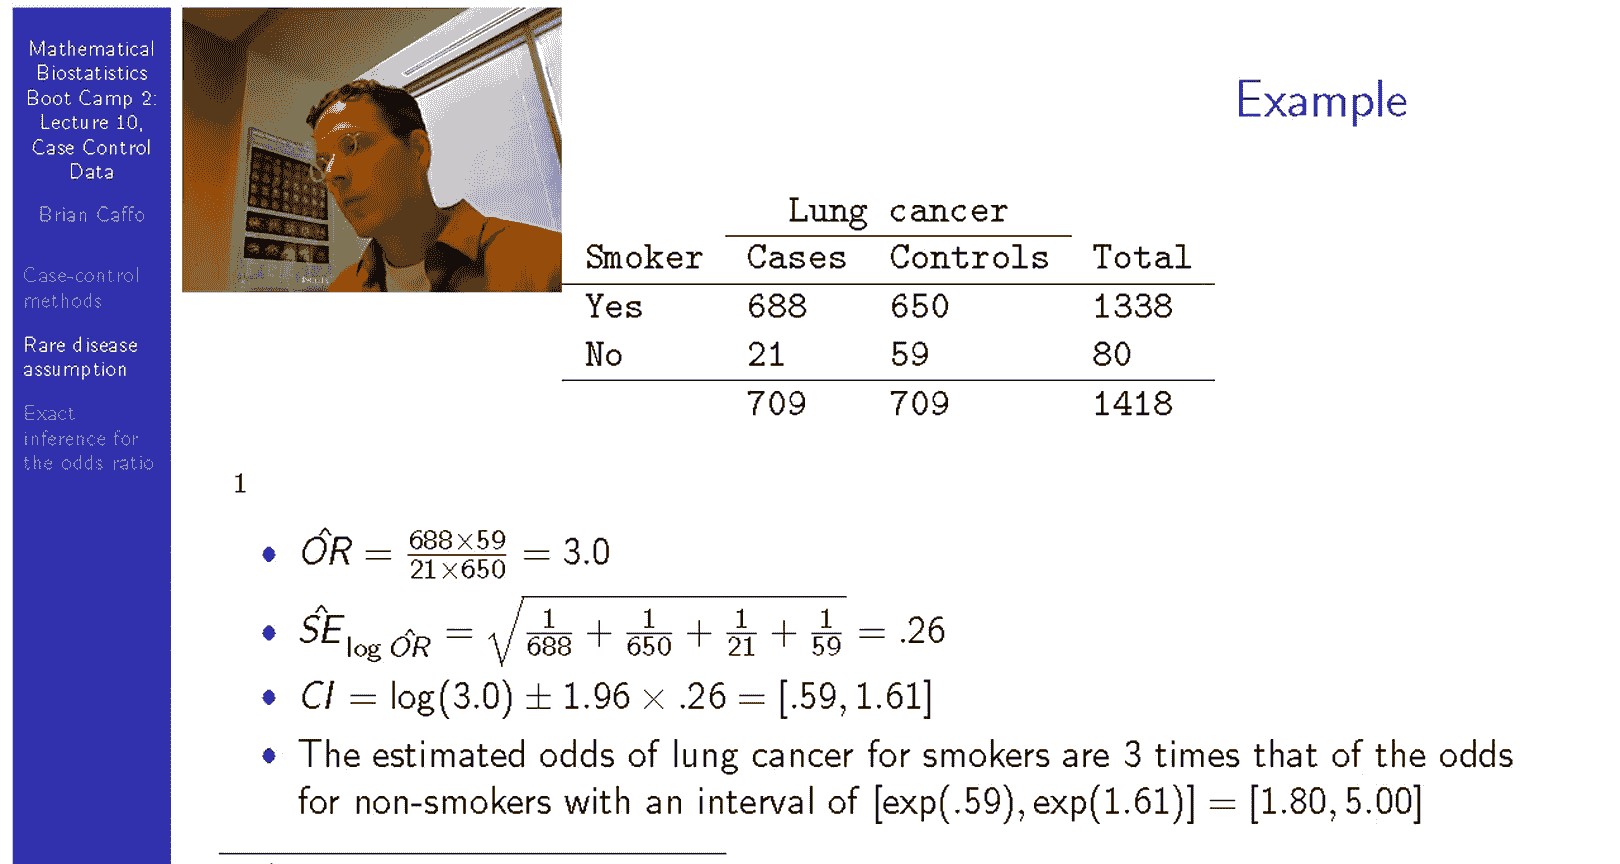 Mathematical
Biostatistics
Boot Camp 2:
Lecture 10,
Case Control
Data
Brian Caffo
Case-control
methods
Rare disease
assumption
Exact
inference for
the odds ratio
Example
Lung cancer
Smoker Cases Controls Total
Yes 688 650 1338
No 21 59 80
709 709 1418
1
• ÔR = 688×59 / 21×650 = 3.0
• ŜE log ÔR = √(1/688 + 1/650 + 1/21 + 1/59) = .26
• CI = log(3.0) ± 1.96 × .26 = [.59, 1.61]
• The estimated odds of lung cancer for smokers are 3 times that of the odds
for non-smokers with an interval of [exp(.59), exp(1.61)] = [1.80, 5.00]